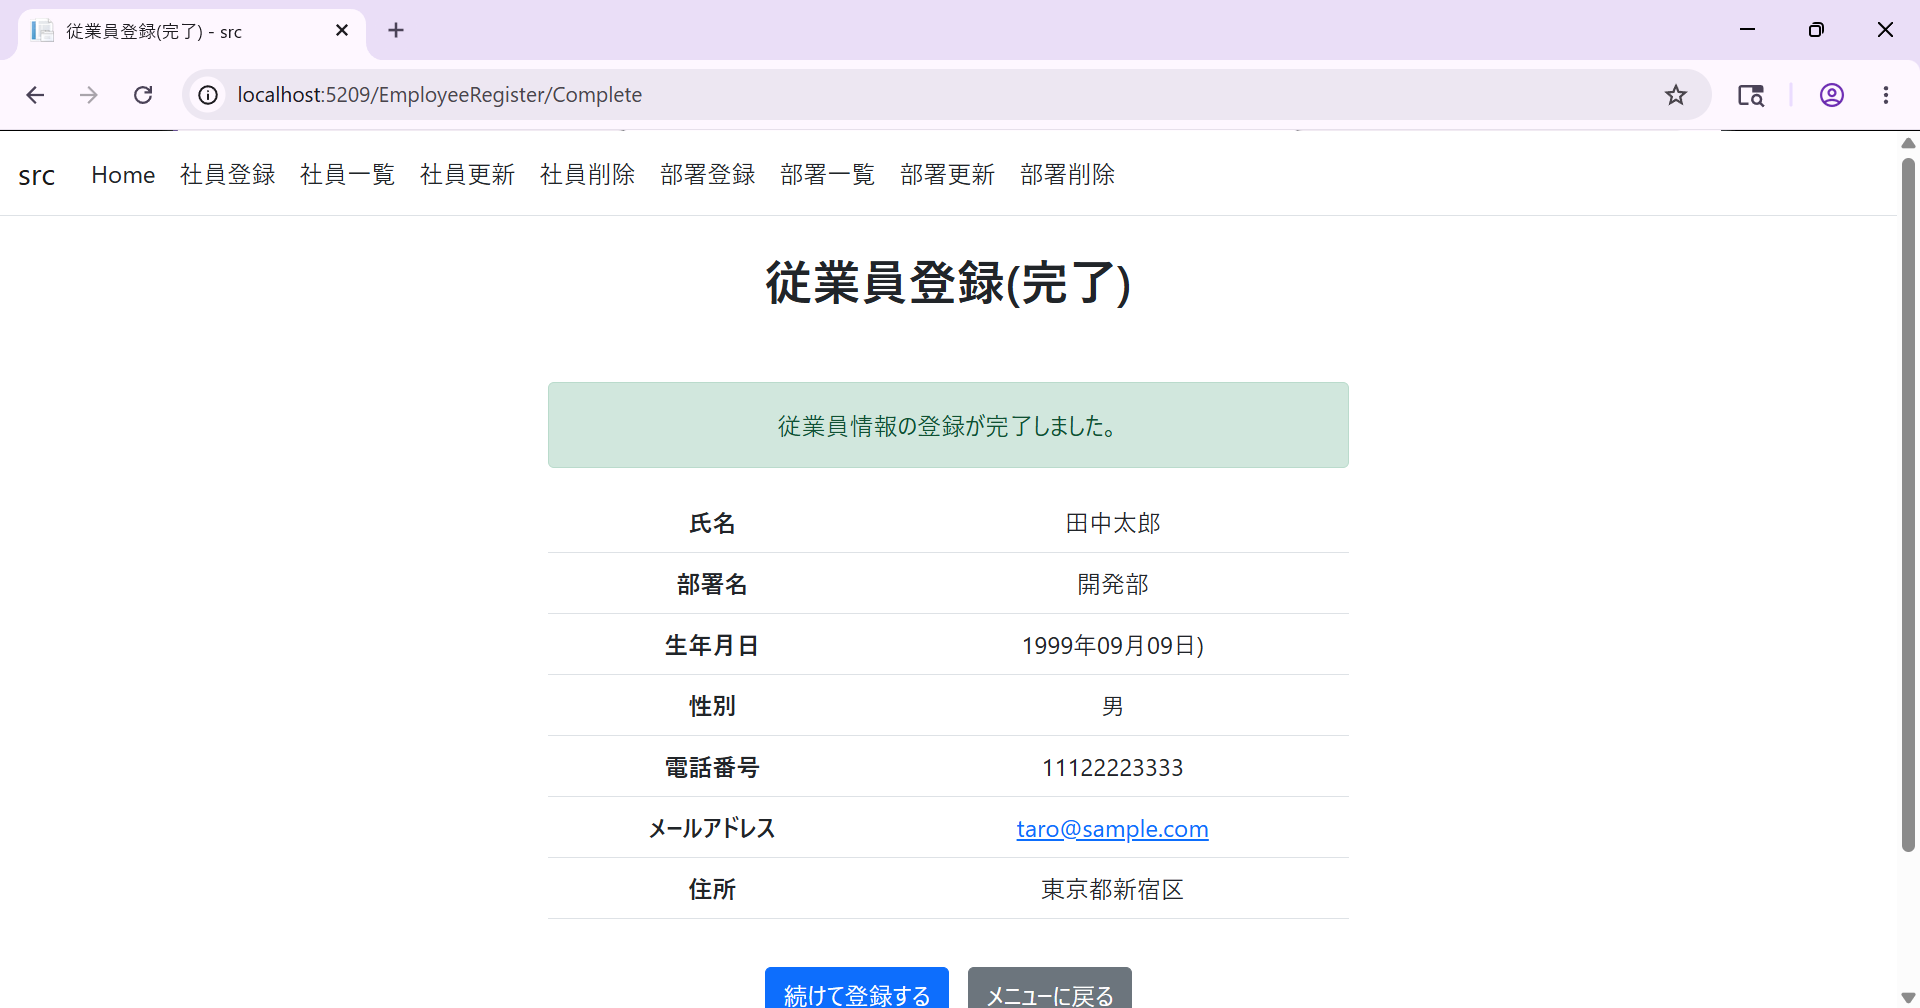 従業員登録(完了) - src
localhost:5209/EmployeeRegister/Complete
src Home 社員登録 社員一覧 社員更新 社員削除 部署登録 部署一覧 部署更新 部署削除
従業員登録(完了)
従業員情報の登録が完了しました。
氏名 田中太郎
部署名 開発部
生年月日 1999年09月09日)
性別 男
電話番号 11122223333
メールアドレス taro@sample.com
住所 東京都新宿区
続けて登録する メニューに戻る